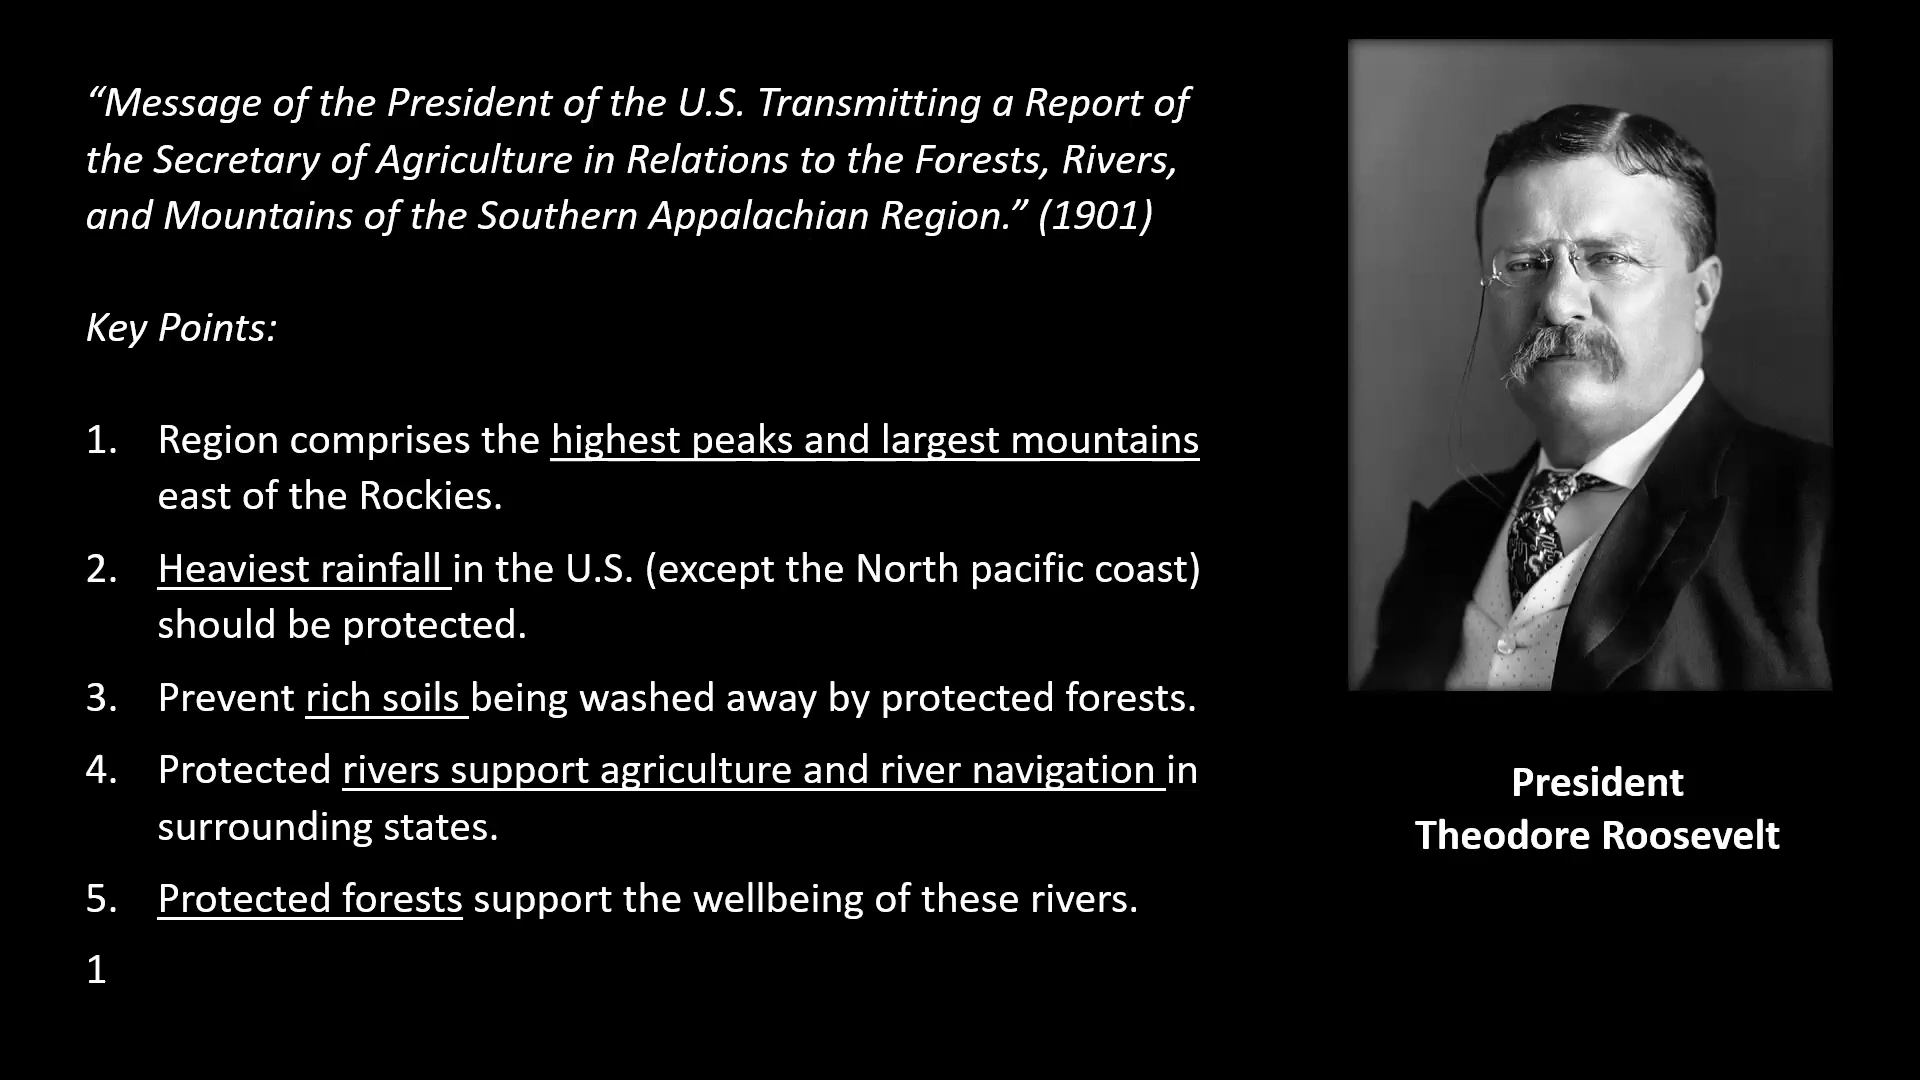 “Message of the President of the U.S. Transmitting a Report of
the Secretary of Agriculture in Relations to the Forests, Rivers,
and Mountains of the Southern Appalachian Region.” (1901)
Key Points:
1. Region comprises the highest peaks and largest mountains
east of the Rockies.
2. Heaviest rainfall in the U.S. (except the North pacific coast)
should be protected.
3. Prevent rich soils being washed away by protected forests.
4. Protected rivers support agriculture and river navigation in
surrounding states.
5. Protected forests support the wellbeing of these rivers.
1
President
Theodore Roosevelt